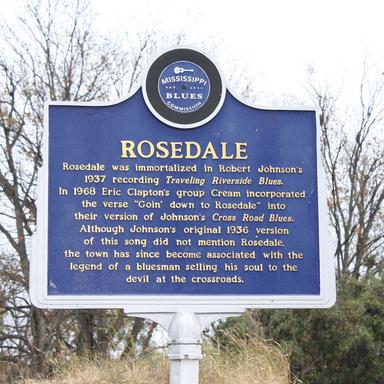 MISSISSIPPI
BLUES
COMMISSION
ROSEDALE
Rosedale was immortalized in Robert Johnson's
1937 recording Traveling Riverside Blues.
In 1968 Eric Clapton's group Cream incorporated
the verse "Goin' down to Rosedale" into
their version of Johnson's Cross Road Blues.
Although Johnson's original 1936 version
of this song did not mention Rosedale,
the town has since become associated with the
legend of a bluesman selling his soul to the
devil at the crossroads.